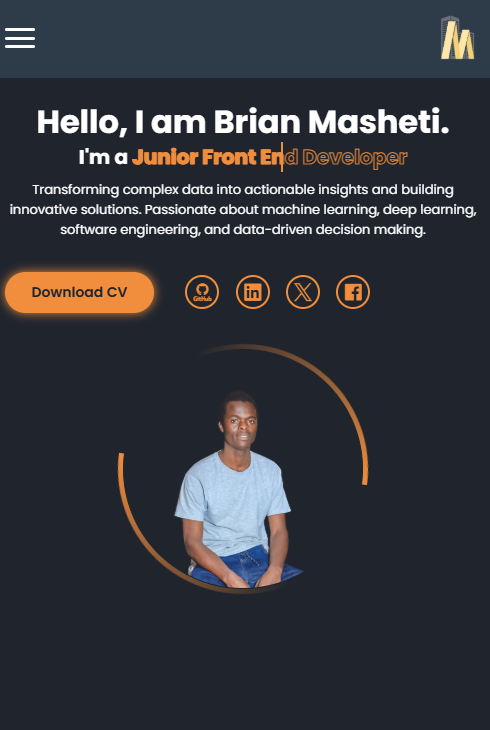 Hello, I am Brian Masheti.
I'm a Junior Front End Developer
Transforming complex data into actionable insights and building
innovative solutions. Passionate about machine learning, deep learning,
software engineering, and data-driven decision making.
Download CV
GitHub
in